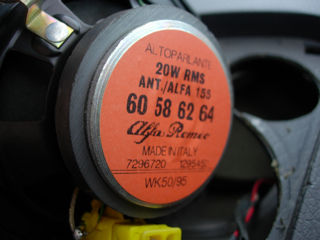 ALTOPARLANTE
20W RMS
ANT./ALFA 155
60 58 62 64
Alfa Romeo
MADE IN ITALY
7296720
WK50/95